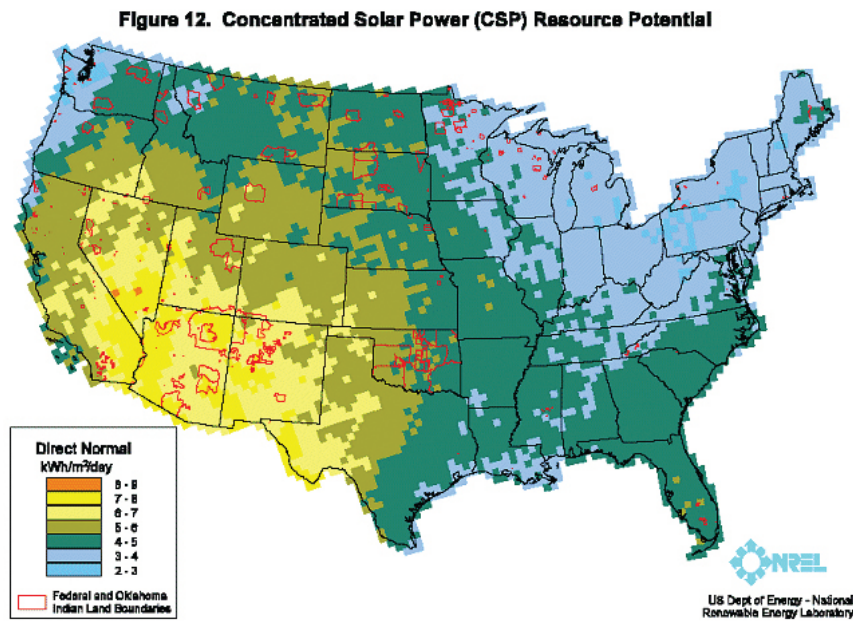 Figure 12. Concentrated Solar Power (CSP) Resource Potential
Direct Normal
kWh/m²/day
8 - 9
7 - 8
6 - 7
5 - 6
4 - 5
3 - 4
2 - 3
Federal and Oklahoma
Indian Land Boundaries
NREL
US Dept of Energy - National
Renewable Energy Laboratory